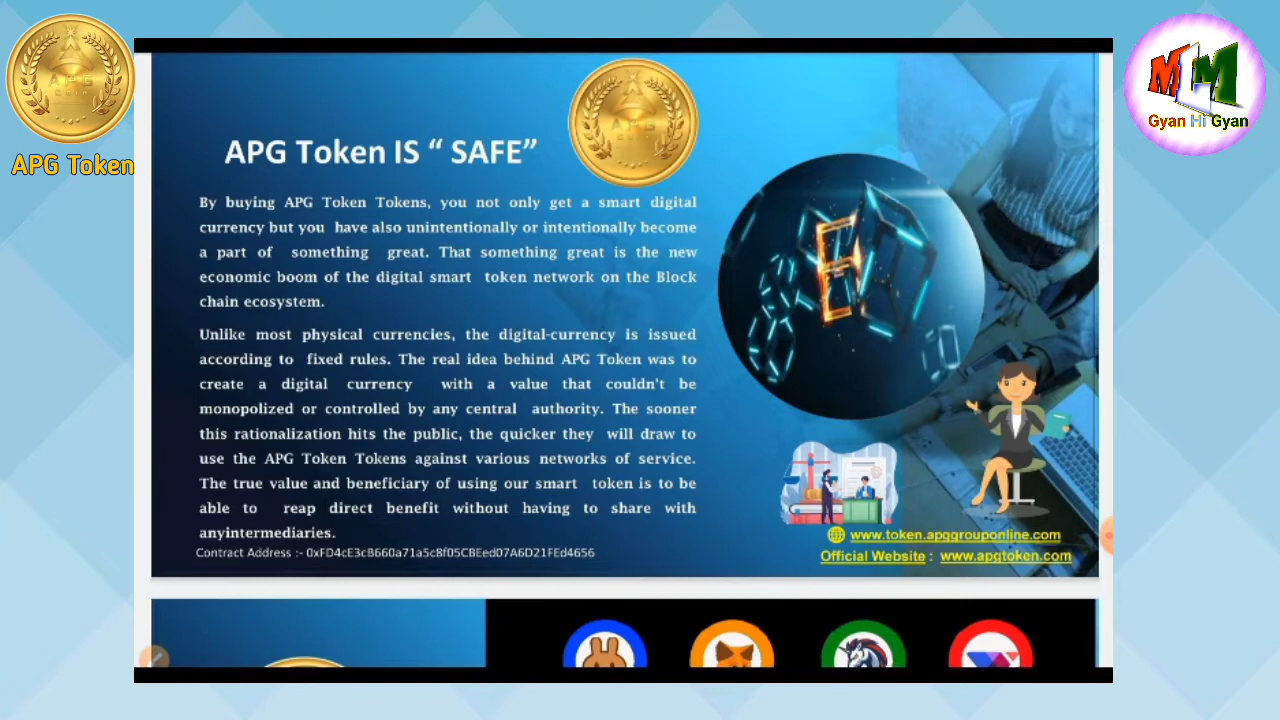 APG Token
MLM
Gyan Hi Gyan
APG Token IS “ SAFE”
By buying APG Token Tokens, you not only get a smart digital
currency but you have also unintentionally or intentionally become
a part of something great. That something great is the new
economic boom of the digital smart token network on the Block
chain ecosystem.
Unlike most physical currencies, the digital-currency is issued
according to fixed rules. The real idea behind APG Token was to
create a digital currency with a value that couldn't be
monopolized or controlled by any central authority. The sooner
this rationalization hits the public, the quicker they will draw to
use the APG Token Tokens against various networks of service.
The true value and beneficiary of using our smart token is to be
able to reap direct benefit without having to share with
anyintermediaries.
Contract Address :- 0xFD4cE3cB660a71a5cBf05CBEed07A6D21FEd4656
www.token.apggrouponline.com
Official Website : www.apgtoken.com